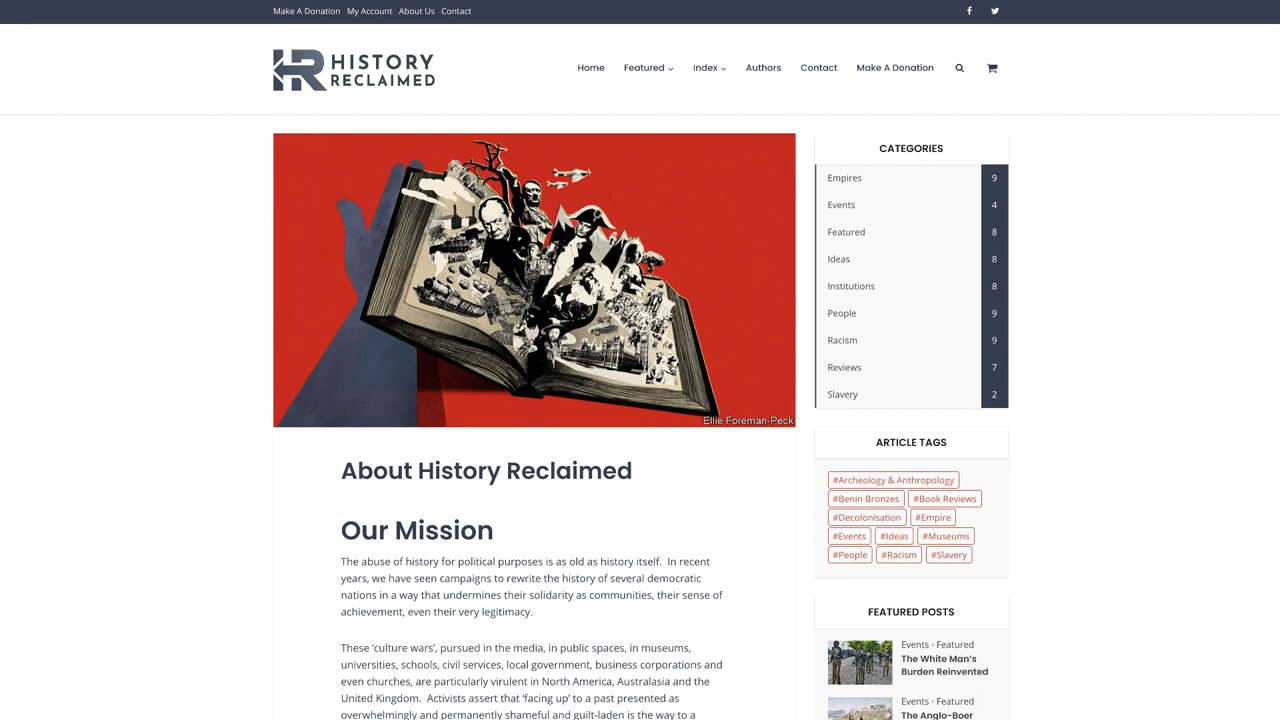 Make A Donation My Account About Us Contact
HISTORY
RECLAIMED
Home Featured Index Authors Contact Make A Donation
Ellie Foreman-Peck
About History Reclaimed
Our Mission
The abuse of history for political purposes is as old as history itself. In recent
years, we have seen campaigns to rewrite the history of several democratic
nations in a way that undermines their solidarity as communities, their sense of
achievement, even their very legitimacy.
These ‘culture wars’, pursued in the media, in public spaces, in museums,
universities, schools, civil services, local government, business corporations and
even churches, are particularly virulent in North America, Australasia and the
United Kingdom. Activists assert that ‘facing up’ to a past presented as
overwhelmingly and permanently shameful and guilt-laden is the way to a
CATEGORIES
Empires 9
Events 4
Featured 8
Ideas 8
Institutions 8
People 9
Racism 9
Reviews 7
Slavery 2
ARTICLE TAGS
#Archeology & Anthropology
#Benin Bronzes #Book Reviews
#Decolonisation #Empire
#Events #Ideas #Museums
#People #Racism #Slavery
FEATURED POSTS
Events · Featured
The White Man’s
Burden Reinvented
Events · Featured
The Anglo-Boer